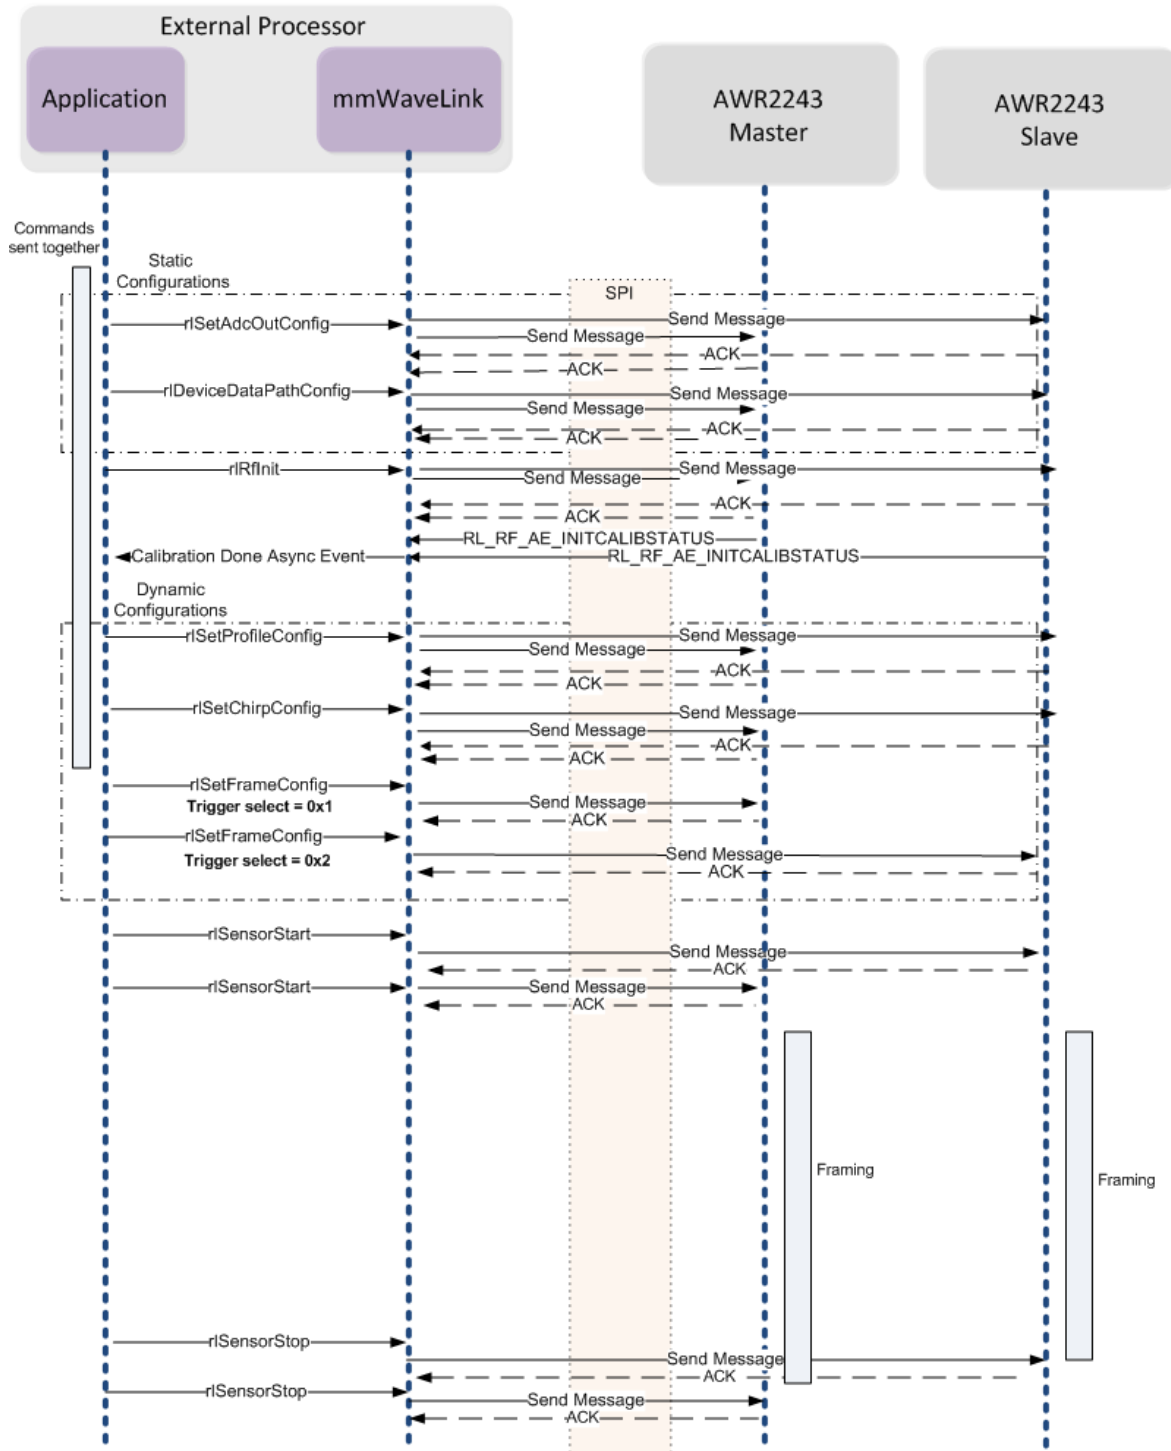 External Processor
Application
mmWaveLink
AWR2243
Master
AWR2243
Slave
Commands
sent together
Static
Configurations
SPI
rlSetAdcOutConfig
Send Message
Send Message
ACK
ACK
rlDeviceDataPathConfig
Send Message
Send Message
ACK
ACK
rlRfInit
Send Message
Send Message
ACK
ACK
RL_RF_AE_INITCALIBSTATUS
Calibration Done Async Event
RL_RF_AE_INITCALIBSTATUS
Dynamic
Configurations
rlSetProfileConfig
Send Message
Send Message
ACK
ACK
rlSetChirpConfig
Send Message
Send Message
ACK
ACK
rlSetFrameConfig
Trigger select = 0x1
Send Message
ACK
rlSetFrameConfig
Trigger select = 0x2
Send Message
ACK
rlSensorStart
Send Message
ACK
rlSensorStart
Send Message
ACK
Framing
Framing
rlSensorStop
Send Message
ACK
rlSensorStop
Send Message
ACK